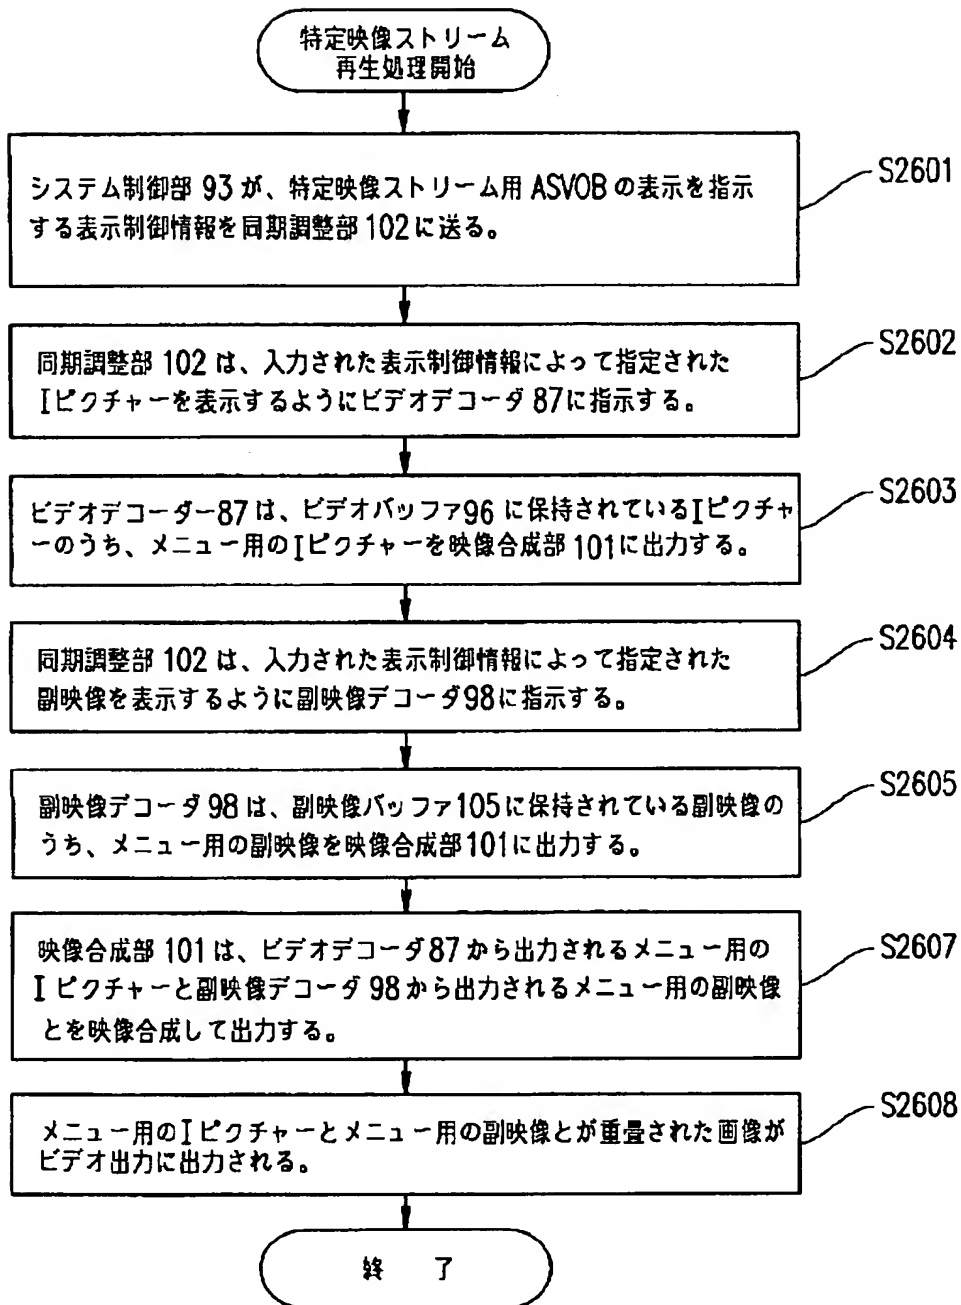 特定映像ストリーム
再生処理開始
システム制御部 93 が、特定映像ストリーム用 ASVOB の表示を指示
する表示制御情報を同期調整部 102 に送る。
S2601
同期調整部 102 は、入力された表示制御情報によって指定された
Iピクチャーを表示するようにビデオデコーダ 87 に指示する。
S2602
ビデオデコーダー87 は、ビデオバッファ96 に保持されているIピクチャ
ーのうち、メニュー用のIピクチャーを映像合成部 101 に出力する。
S2603
同期調整部 102 は、入力された表示制御情報によって指定された
副映像を表示するように副映像デコーダ 98 に指示する。
S2604
副映像デコーダ 98 は、副映像バッファ 105 に保持されている副映像の
うち、メニュー用の副映像を映像合成部 101 に出力する。
S2605
映像合成部 101 は、ビデオデコーダ 87 から出力されるメニュー用の
I ピクチャーと副映像デコーダ 98 から出力されるメニュー用の副映像
とを映像合成して出力する。
S2607
メニュー用のIピクチャーとメニュー用の副映像とが重畳された画像が
ビデオ出力に出力される。
S2608
終 了